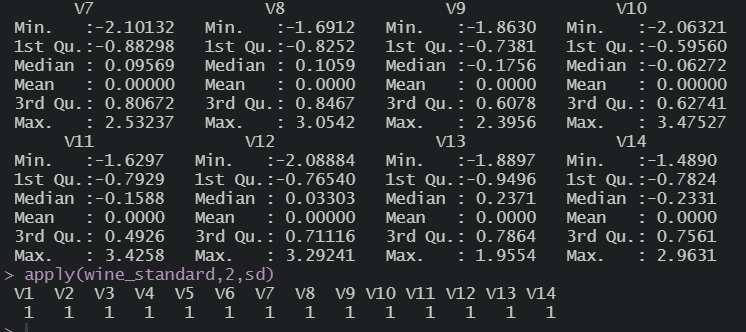 V7                 V8                V9               V10
 Min.   :-2.10132   Min.   :-1.6912   Min.   :-1.8630   Min.   :-2.06321
 1st Qu.:-0.88298   1st Qu.:-0.8252   1st Qu.:-0.7381   1st Qu.:-0.59560
 Median : 0.09569   Median : 0.1059   Median :-0.1756   Median :-0.06272
 Mean   : 0.00000   Mean   : 0.0000   Mean   : 0.0000   Mean   : 0.00000
 3rd Qu.: 0.80672   3rd Qu.: 0.8467   3rd Qu.: 0.6078   3rd Qu.: 0.62741
 Max.   : 2.53237   Max.   : 3.0542   Max.   : 2.3956   Max.   : 3.47527
      V11               V12                V13               V14
 Min.   :-1.6297   Min.   :-2.08884   Min.   :-1.8897   Min.   :-1.4890
 1st Qu.:-0.7929   1st Qu.:-0.76540   1st Qu.:-0.9496   1st Qu.:-0.7824
 Median :-0.1588   Median : 0.03303   Median : 0.2371   Median :-0.2331
 Mean   : 0.0000   Mean   : 0.00000   Mean   : 0.0000   Mean   : 0.0000
 3rd Qu.: 0.4926   3rd Qu.: 0.71116   3rd Qu.: 0.7864   3rd Qu.: 0.7561
 Max.   : 3.4258   Max.   : 3.29241   Max.   : 1.9554   Max.   : 2.9631
> apply(wine_standard,2,sd)
 V1  V2  V3  V4  V5  V6  V7  V8  V9 V10 V11 V12 V13 V14
  1   1   1   1   1   1   1   1   1   1   1   1   1   1
>